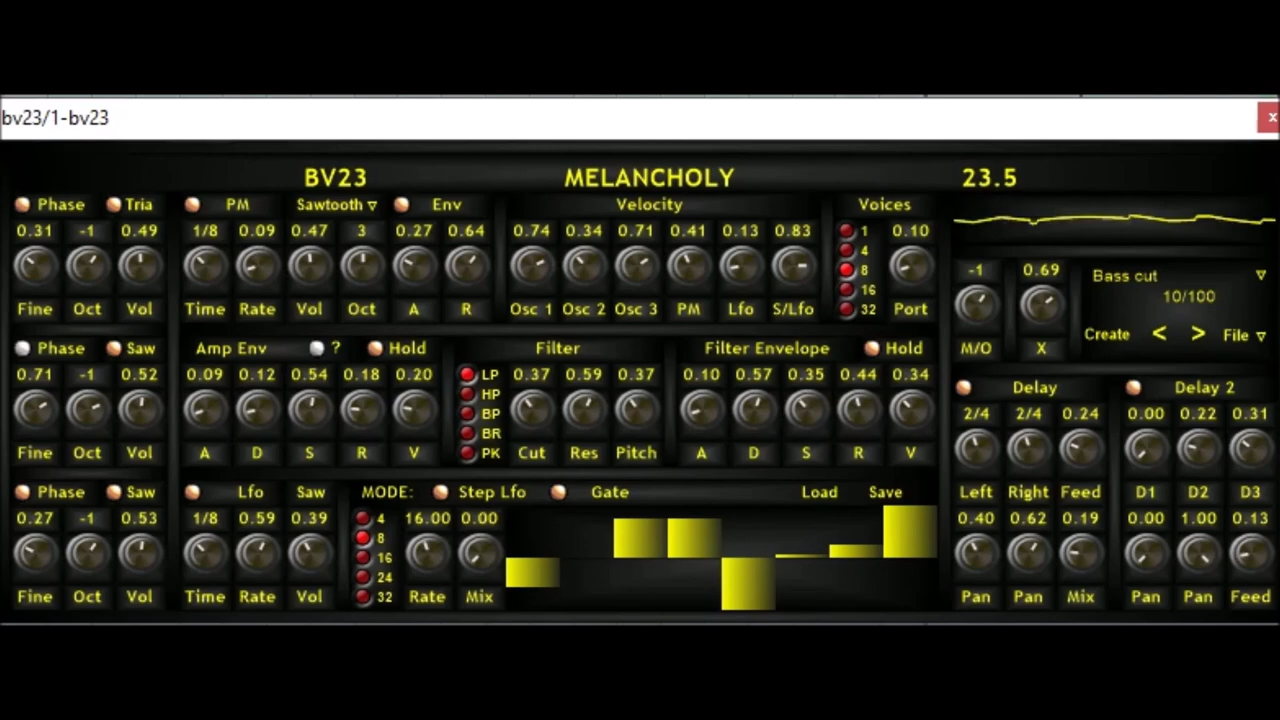 bv23/1-bv23
x
BV23 MELANCHOLY 23.5
Phase Tria PM Sawtooth Env Velocity Voices
0.31 -1 0.49 1/8 0.09 0.47 3 0.27 0.64 0.74 0.34 0.71 0.41 0.13 0.83 1 0.10
4
8
16
Fine Oct Vol Time Rate Vol Oct A R Osc 1 Osc 2 Osc 3 PM Lfo S/Lfo 32 Port
-1 0.69 Bass cut
10/100
Create < > File
M/O X
Phase Saw Amp Env ? Hold Filter Filter Envelope Hold
0.71 -1 0.52 0.09 0.12 0.54 0.18 0.20 LP 0.37 0.59 0.37 0.10 0.57 0.35 0.44 0.34
HP
BP
BR
Fine Oct Vol A D S R V PK Cut Res Pitch A D S R V
Delay Delay 2
2/4 2/4 0.24 0.00 0.22 0.31
Left Right Feed D1 D2 D3
0.40 0.62 0.19 0.00 1.00 0.13
Pan Pan Mix Pan Pan Feed
Phase Saw Lfo Saw MODE: Step Lfo Gate Load Save
0.27 -1 0.53 1/8 0.59 0.39 4 16.00 0.00
8
16
24
Fine Oct Vol Time Rate Vol 32 Rate Mix